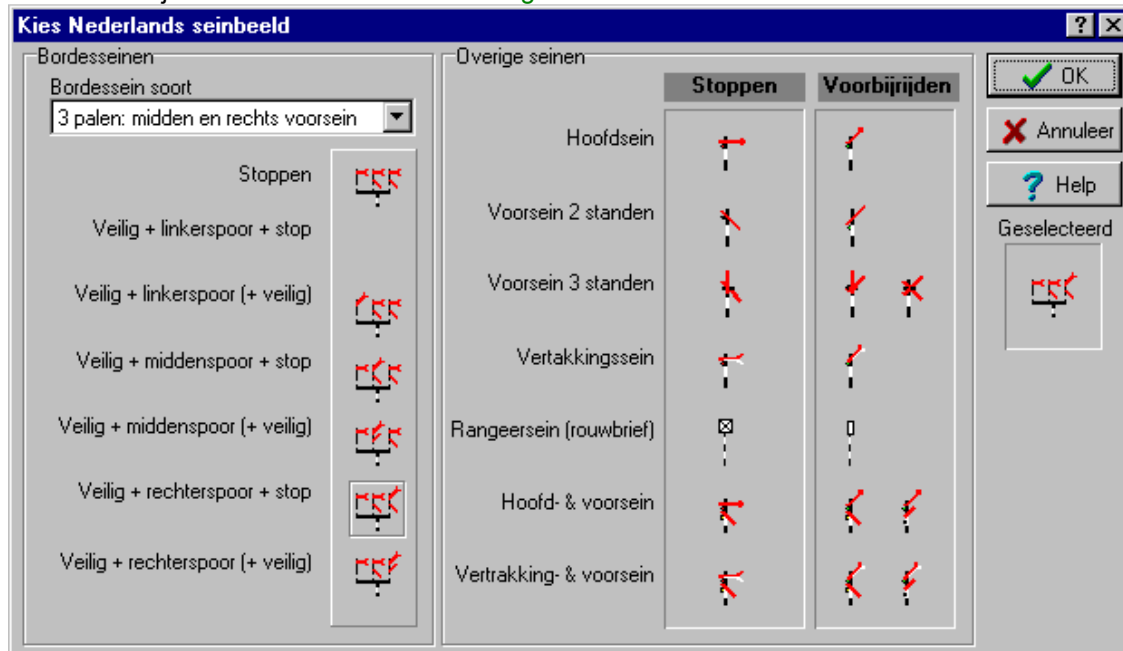 Kies Nederlands seinbeeld
Bordesseinen
Bordessein soort
3 palen: midden en rechts voorsein
Stoppen
Veilig + linkerspoor + stop
Veilig + linkerspoor (+ veilig)
Veilig + middenspoor + stop
Veilig + middenspoor (+ veilig)
Veilig + rechterspoor + stop
Veilig + rechterspoor (+ veilig)
Overige seinen
Stoppen Voorbijrijden
Hoofdsein
Voorsein 2 standen
Voorsein 3 standen
Vertakkingssein
Rangeersein (rouwbrief)
Hoofd- & voorsein
Vertrakking- & voorsein
OK
Annuleer
? Help
Geselecteerd